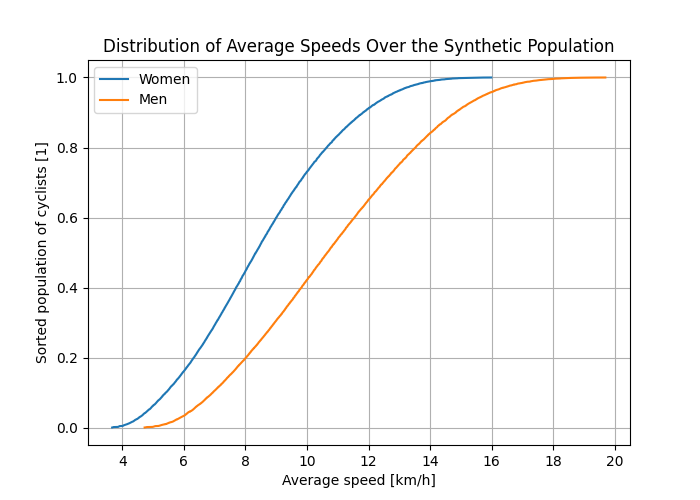 Distribution of Average Speeds Over the Synthetic Population
Women
Men
Sorted population of cyclists [1]
1.0
0.8
0.6
0.4
0.2
0.0
4 6 8 10 12 14 16 18 20
Average speed [km/h]